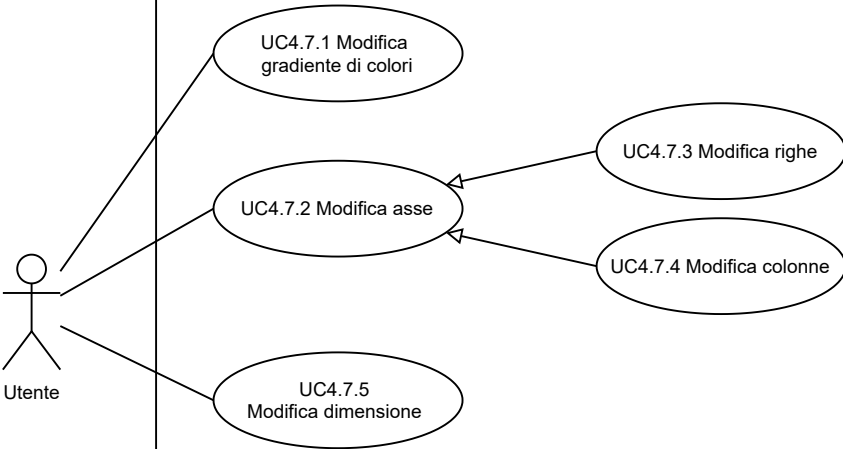 UC4.7.1 Modifica
gradiente di colori
UC4.7.3 Modifica righe
UC4.7.2 Modifica asse
UC4.7.4 Modifica colonne
Utente
UC4.7.5
Modifica dimensione